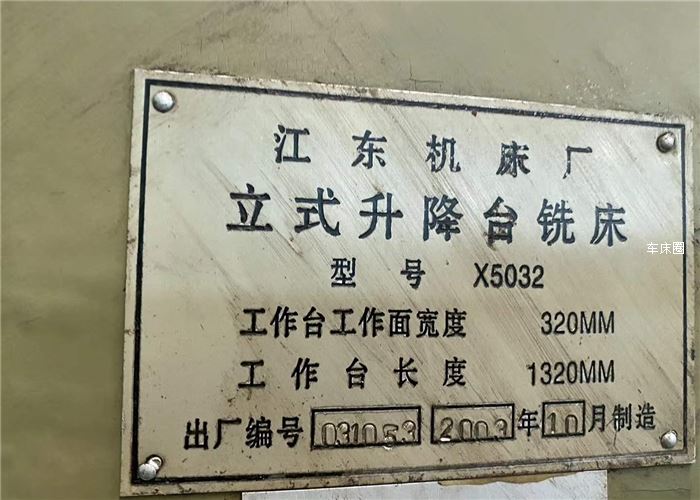 江东机床厂
立式升降台铣床
型号 X5032
工作台工作面宽度 320MM
工作台长度 1320MM
出厂编号 031053 2003年10月制造
车床圈